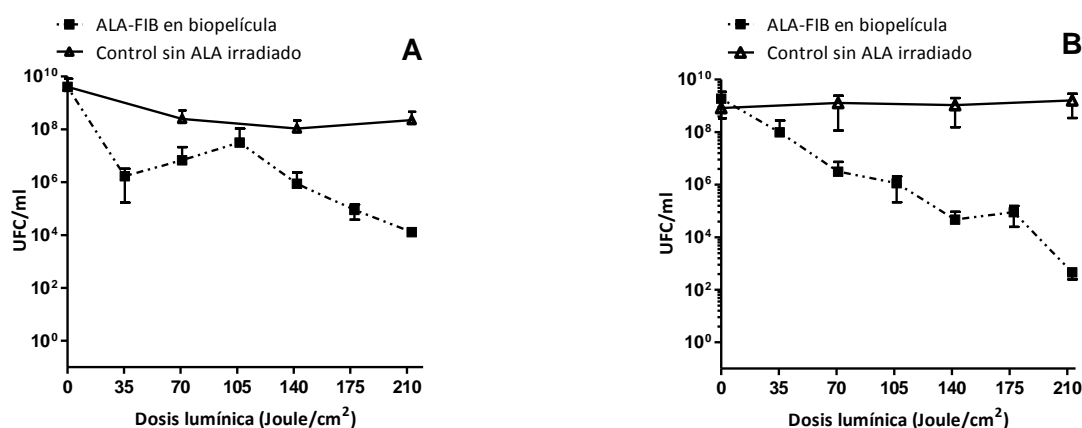 ALA-FIB en biopelícula
Control sin ALA irradiado
A
UFC/ml
10^10
10^8
10^6
10^4
10^2
10^0
0 35 70 105 140 175 210
Dosis lumínica (Joule/cm^2)
ALA-FIB en biopelícula
Control sin ALA irradiado
B
UFC/ml
10^10
10^8
10^6
10^4
10^2
10^0
0 35 70 105 140 175 210
Dosis lumínica (Joule/cm^2)